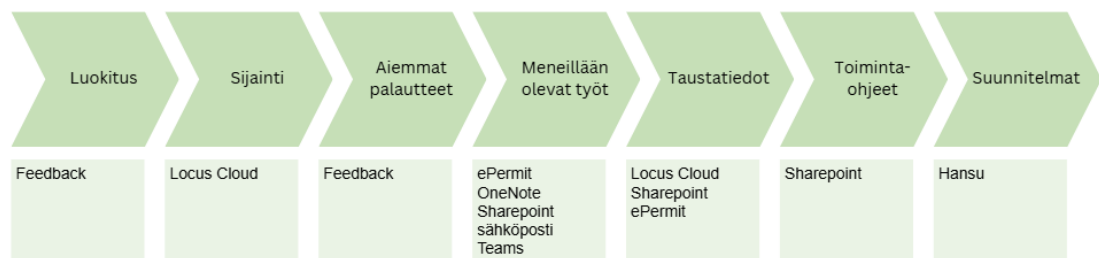 Luokitus
Sijainti
Aiemmat
palautteet
Meneillään
olevat työt
Taustatiedot
Toiminta-
ohjeet
Suunnitelmat
Feedback
Locus Cloud
Feedback
ePermit
OneNote
Sharepoint
sähköposti
Teams
Locus Cloud
Sharepoint
ePermit
Sharepoint
Hansu